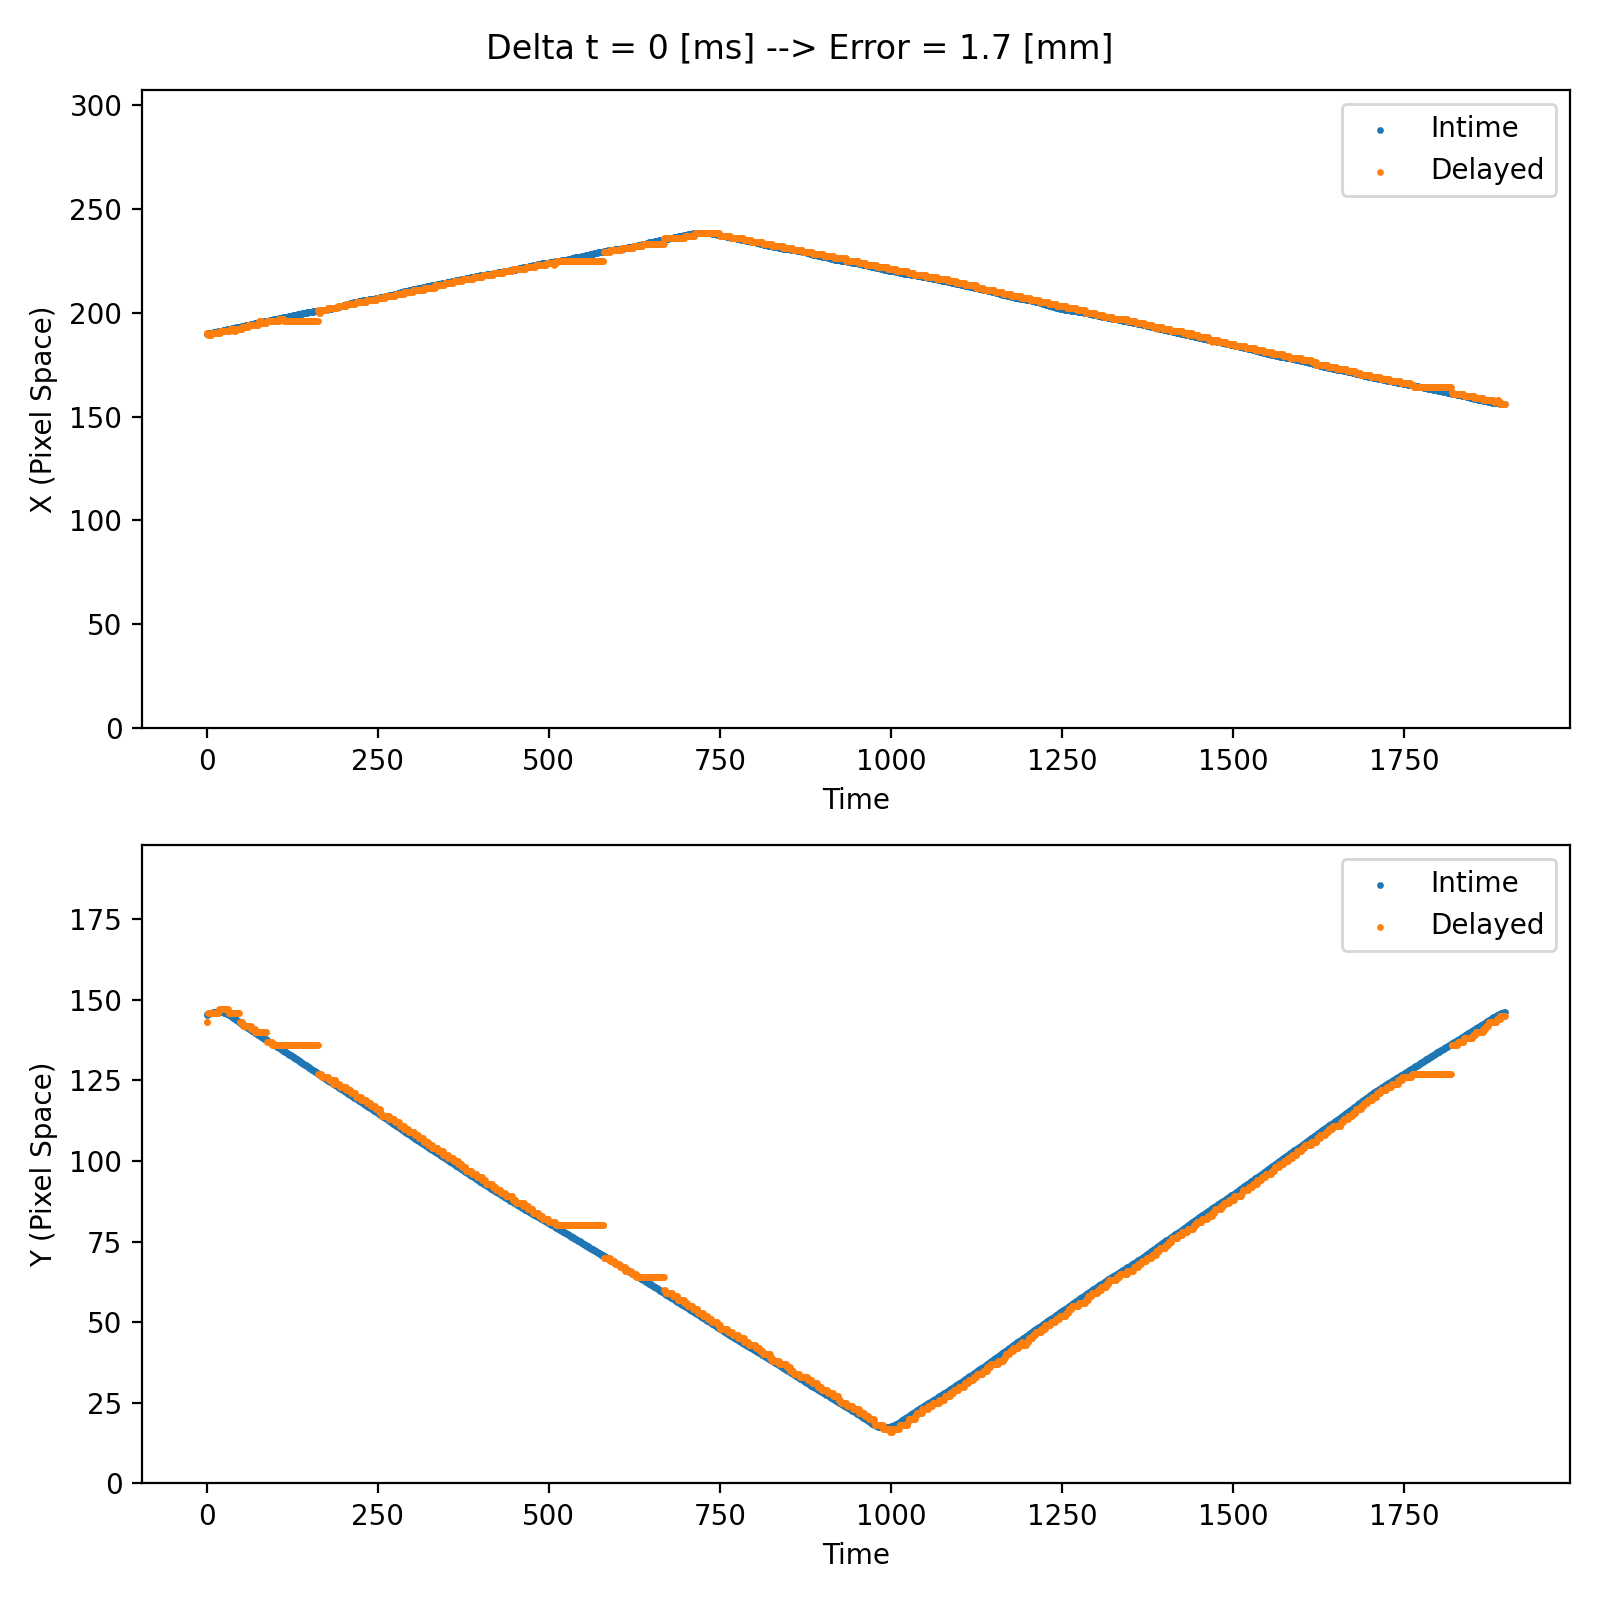 Delta t = 0 [ms] --> Error = 1.7 [mm]
300
250
200
150
100
50
0
X (Pixel Space)
Intime
Delayed
0 250 500 750 1000 1250 1500 1750
Time
175
150
125
100
75
50
25
0
Y (Pixel Space)
Intime
Delayed
0 250 500 750 1000 1250 1500 1750
Time